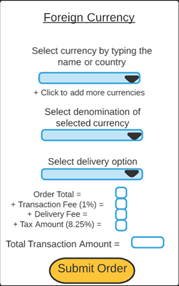 Foreign Currency
Select currency by typing the
name or country
+ Click to add more currencies
Select denomination of
selected currency
Select delivery option
Order Total =
+ Transaction Fee (1%) =
+ Delivery Fee =
+ Tax Amount (8.25%) =
Total Transaction Amount =
Submit Order